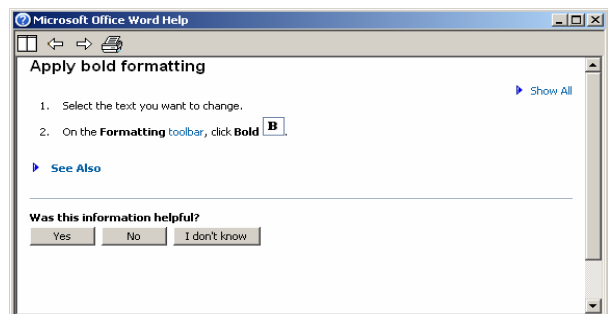 Microsoft Office Word Help
Apply bold formatting
Show All
1. Select the text you want to change.
2. On the Formatting toolbar, click Bold B.
See Also
Was this information helpful?
Yes No I don't know